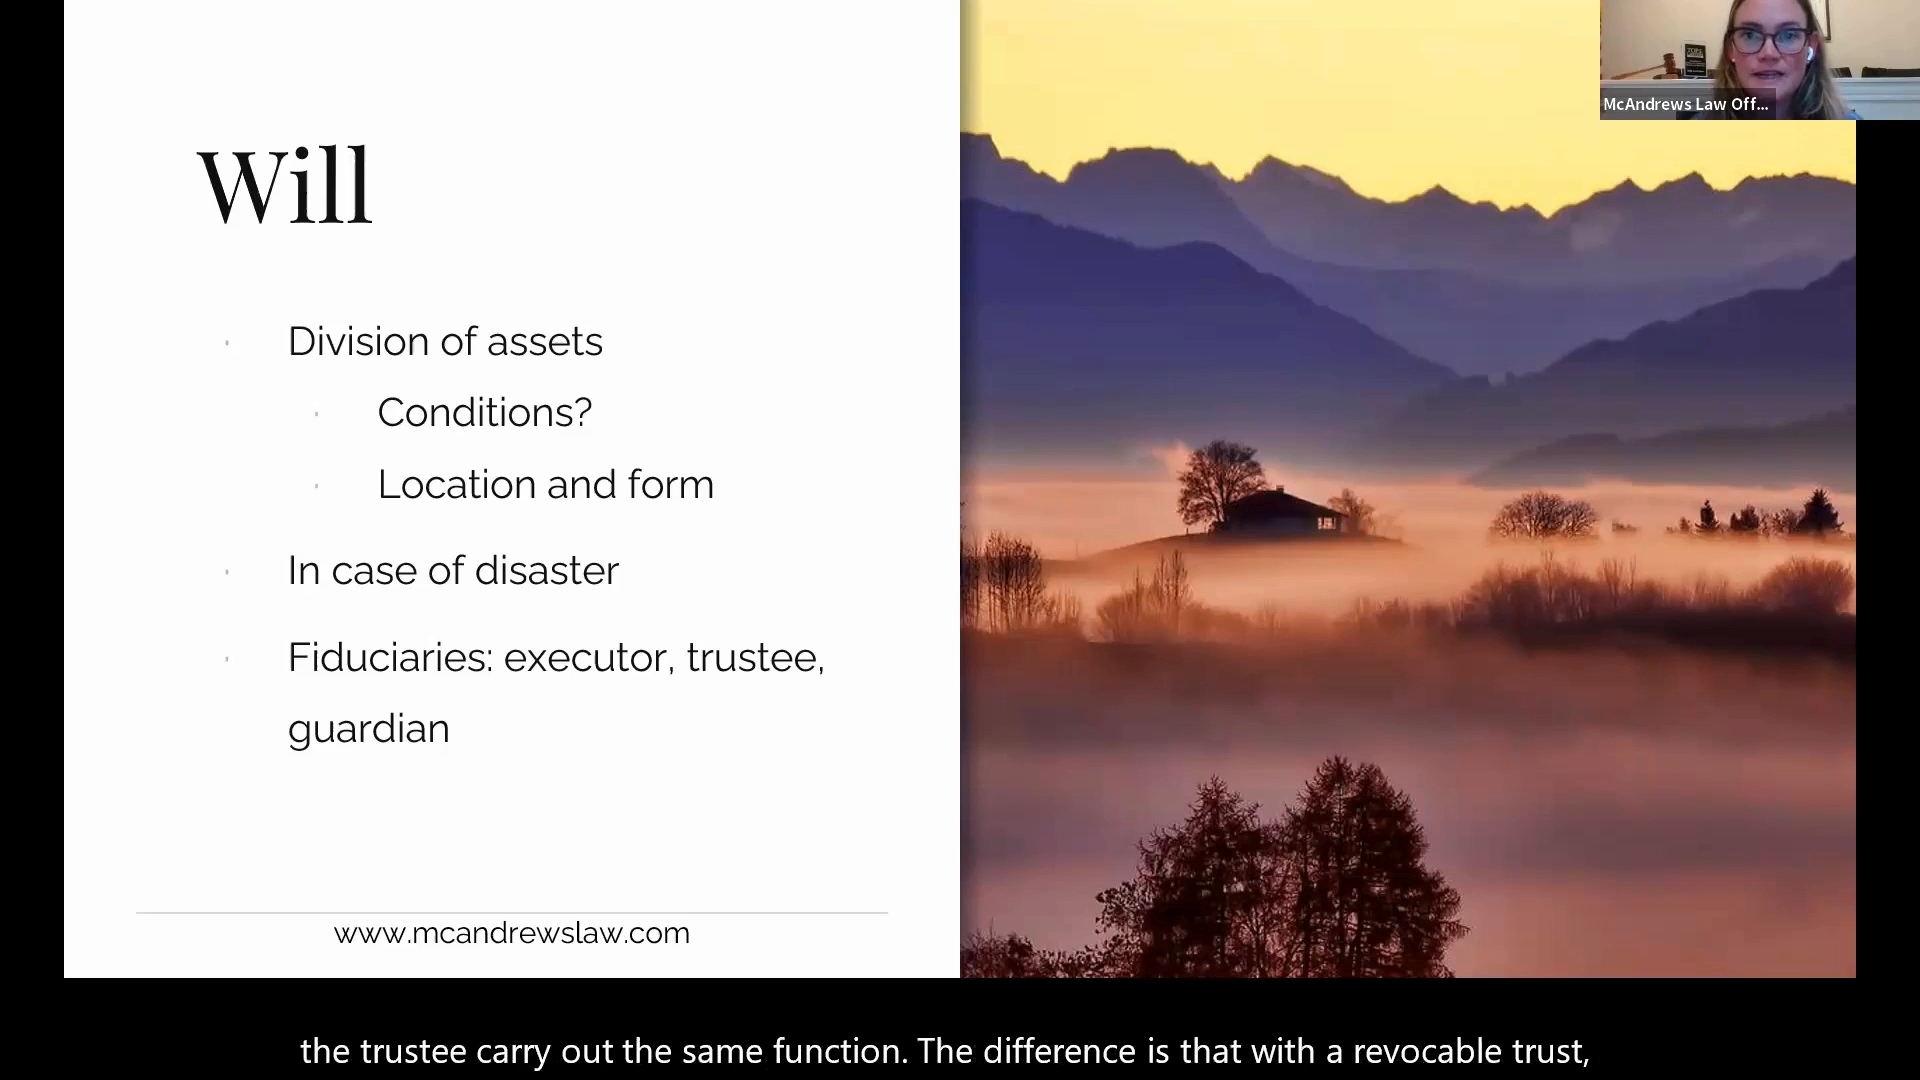 McAndrews Law Off...
Will
Division of assets
Conditions?
Location and form
In case of disaster
Fiduciaries: executor, trustee,
guardian
www.mcandrewslaw.com
the trustee carry out the same function. The difference is that with a revocable trust,